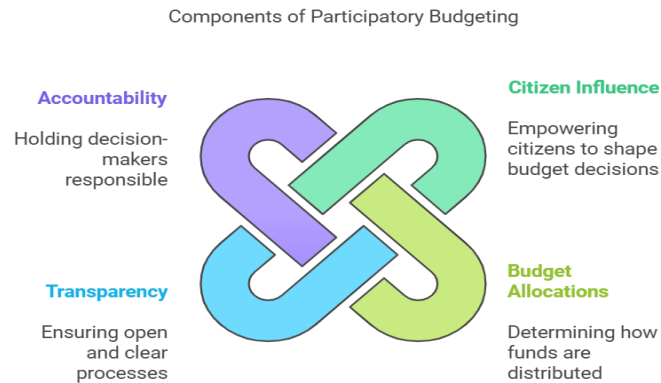 Components of Participatory Budgeting
Accountability
Holding decision-
makers
responsible
Citizen Influence
Empowering
citizens to shape
budget decisions
Transparency
Ensuring open
and clear
processes
Budget
Allocations
Determining how
funds are
distributed